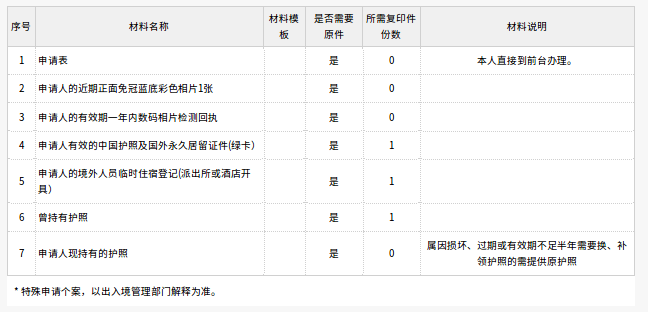 序号 材料名称 材料模板 是否需要原件 所需复印件份数 材料说明
1 申请表 是 0 本人直接到前台办理。
2 申请人的近期正面免冠蓝底彩色相片1张 是 0
3 申请人的有效期一年内数码相片检测回执 是 0
4 申请人有效的中国护照及国外永久居留证件(绿卡) 是 1
5 申请人的境外人员临时住宿登记(派出所或酒店开
具) 是 1
6 曾持有护照 是 1
7 申请人现持有的护照 是 0 属因损坏、过期或有效期不足半年需要换、补
领护照的需提供原护照
* 特殊申请个案，以出入境管理部门解释为准。